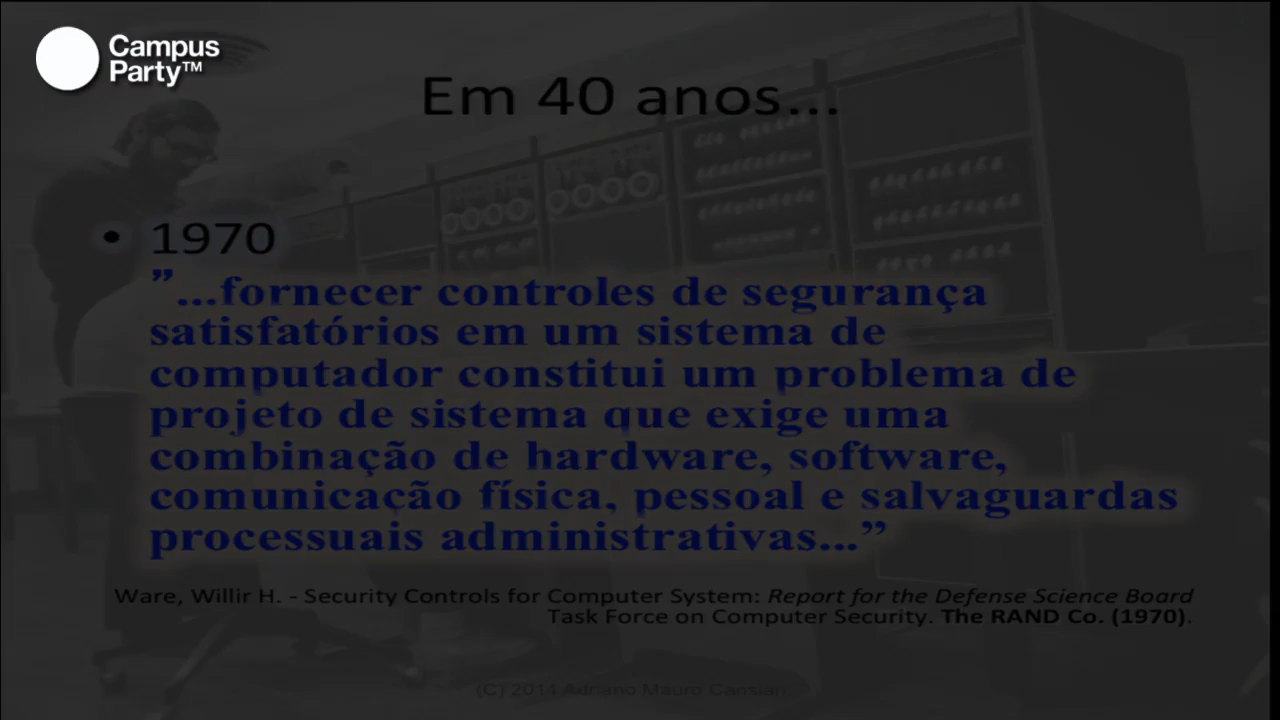 Campus
Party™
Em 40 anos...
• 1970
”...fornecer controles de segurança
satisfatórios em um sistema de
computador constitui um problema de
projeto de sistema que exige uma
combinação de hardware, software,
comunicação física, pessoal e salvaguardas
processuais administrativas...”
Ware, Willir H. - Security Controls for Computer System: Report for the Defense Science Board
Task Force on Computer Security. The RAND Co. (1970).
(C) 2014 Adriano Mauro Cansian